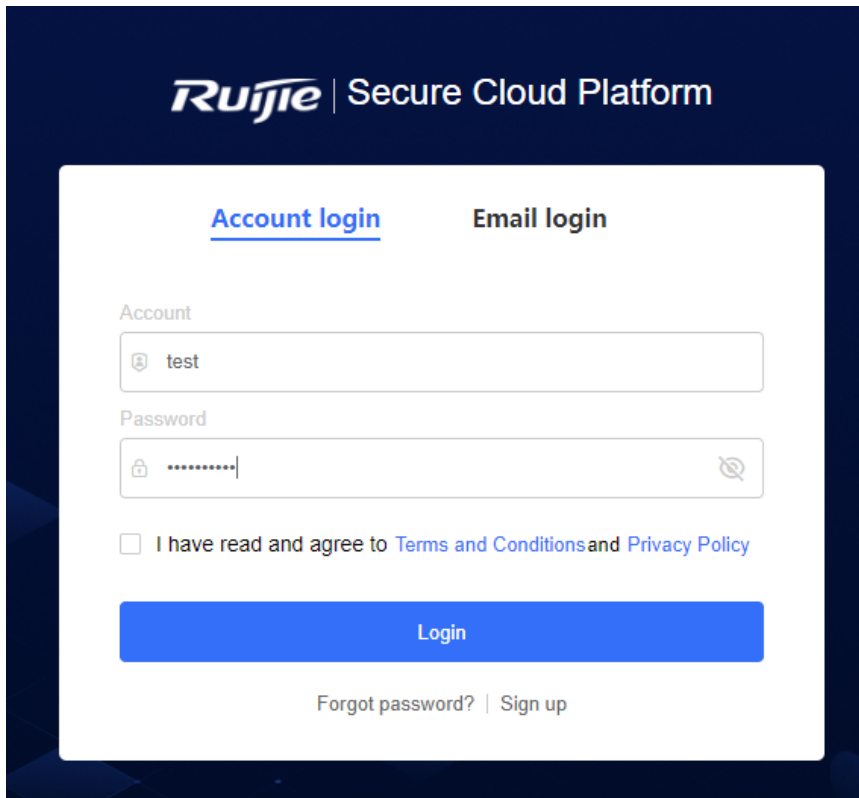 Ruijie | Secure Cloud Platform
Account login Email login
Account
test
Password
••••••••••
I have read and agree to Terms and Conditionsand Privacy Policy
Login
Forgot password? | Sign up